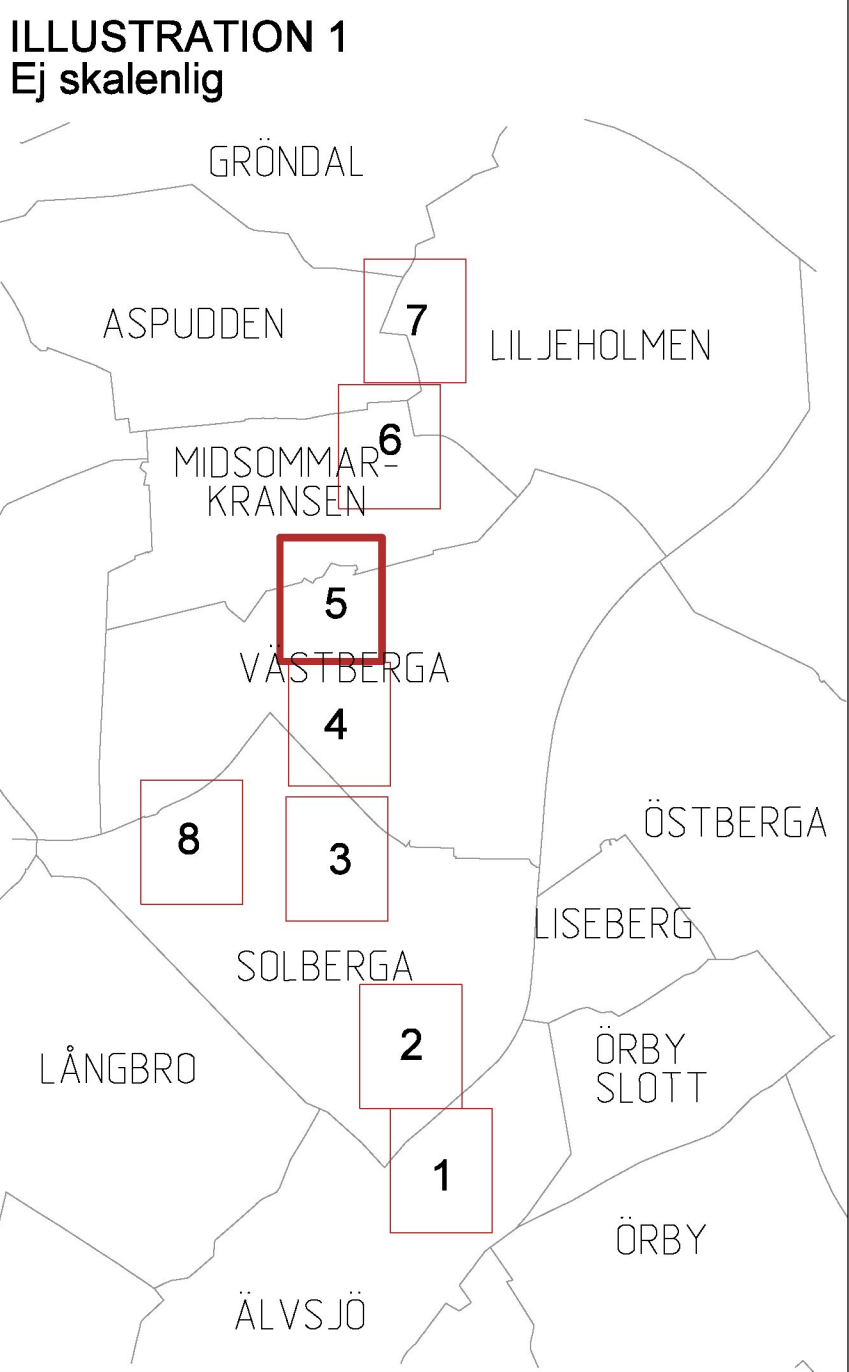 ILLUSTRATION 1
Ej skalenlig
GRÖNDAL
7
ASPUDDEN
LILJEHOLMEN
6
MIDSOMMAR-
KRANSEN
5
VÄSTBERGA
4
ÖSTBERGA
8
3
LISEBERG
SOLBERGA
2
ÖRBY
SLOTT
LÅNGBRO
1
ÖRBY
ÄLVSJÖ